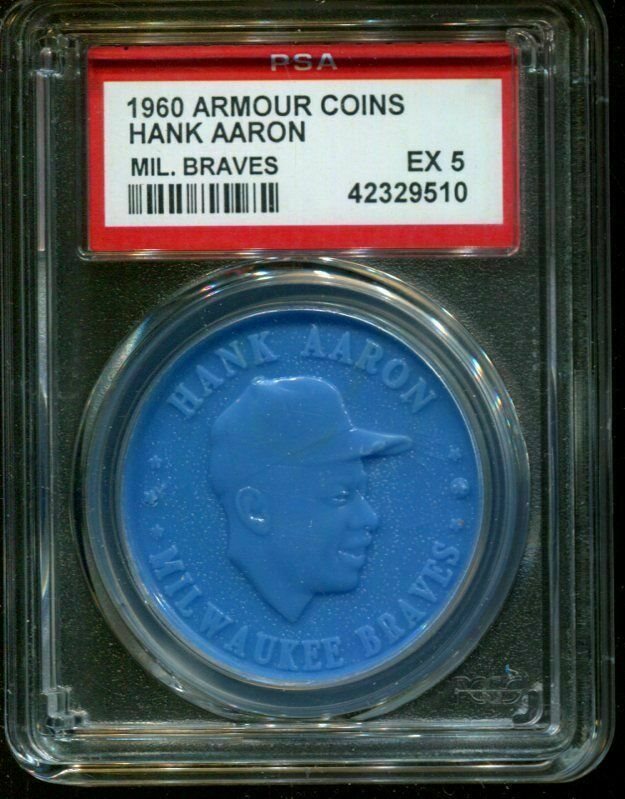 PSA
1960 ARMOUR COINS
HANK AARON
MIL. BRAVES EX 5
42329510
HANK AARON
MILWAUKEE BRAVES